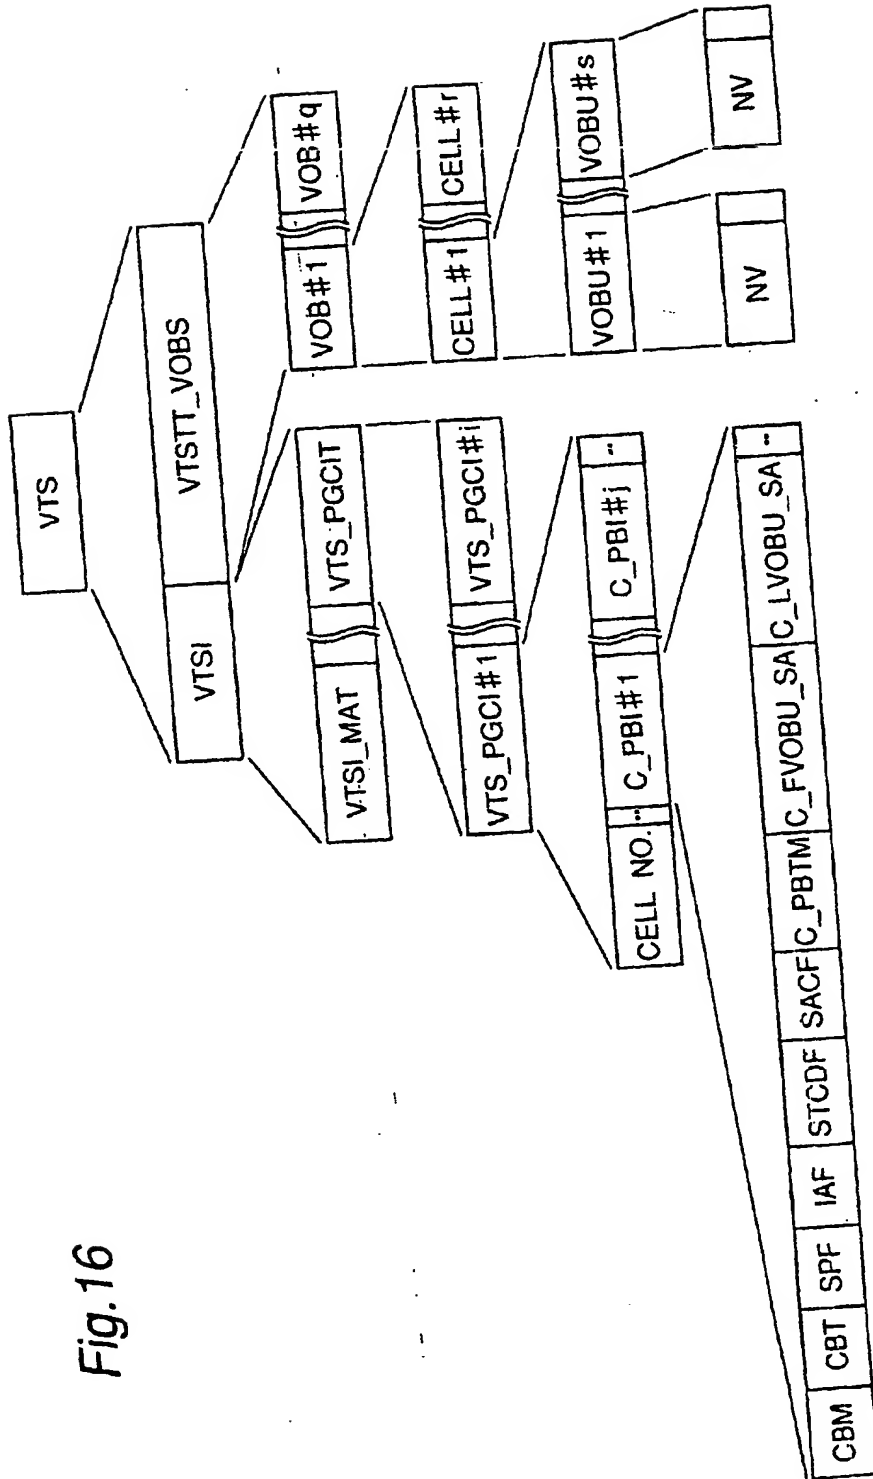 Fig.16
VTS
VTSI VTSTT_VOBS
VTSI_MAT VTS_PGCIT VOB#1 VOB#q
VTS_PGCI#1 VTS_PGCI#i CELL#1 CELL#r
CELL NO. -- C_PBI#1 C_PBI#j -- VOBU#1 VOBU#s
CBM CBT SPF IAF STCDF SACF C_PBTM C_FVOBU_SA C_LVOBU_SA -- NV NV